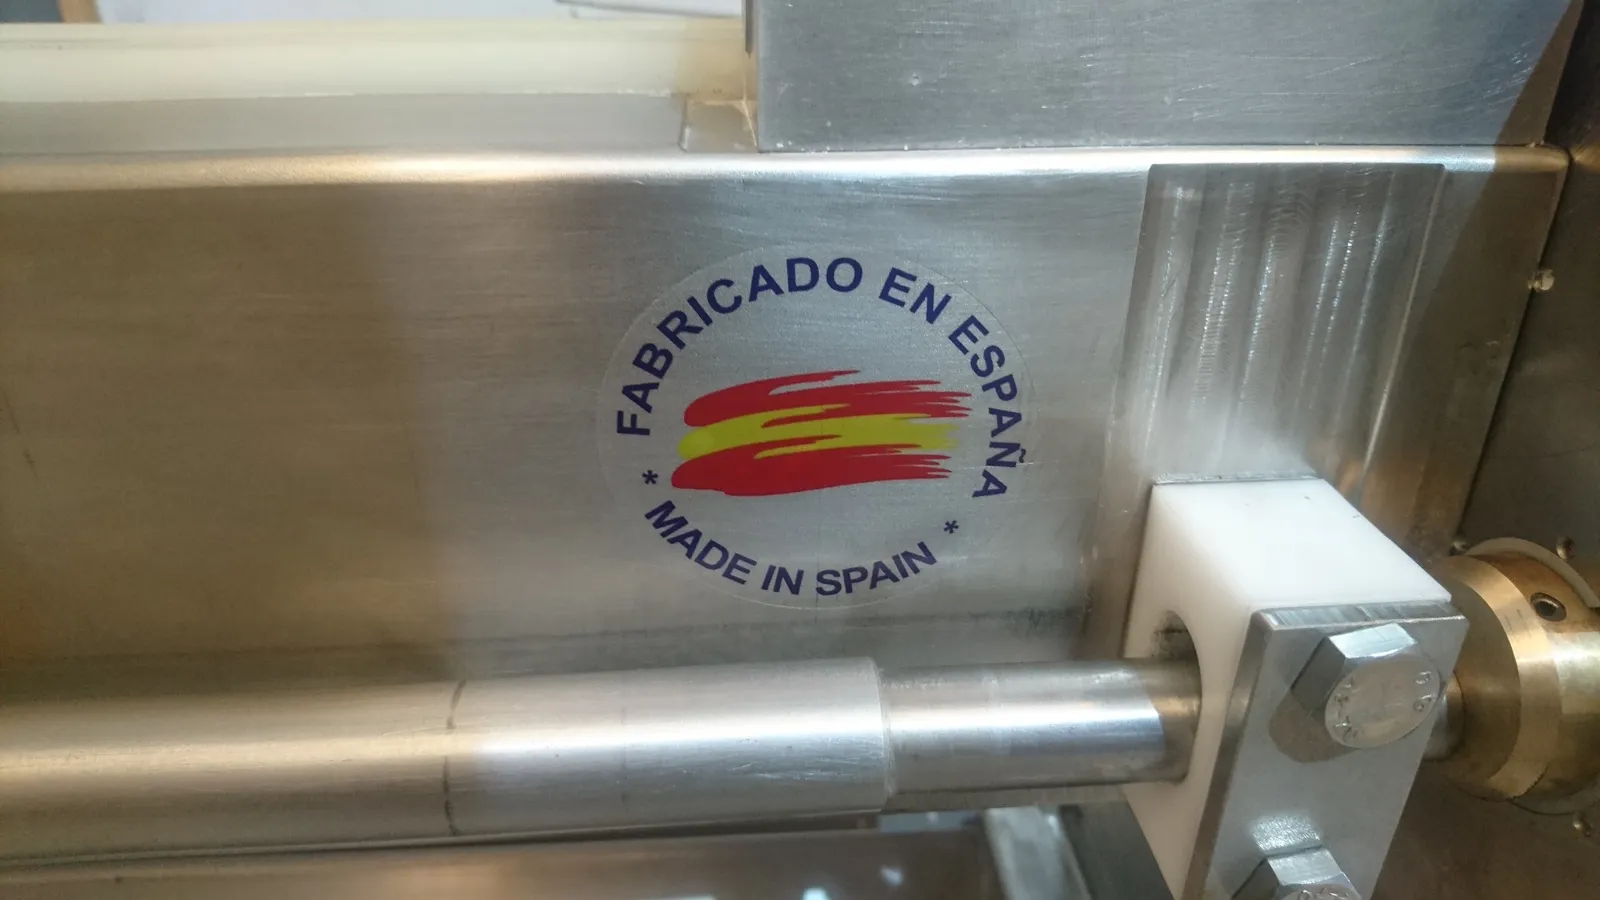 FABRICADO EN ESPAÑA
* MADE IN SPAIN *